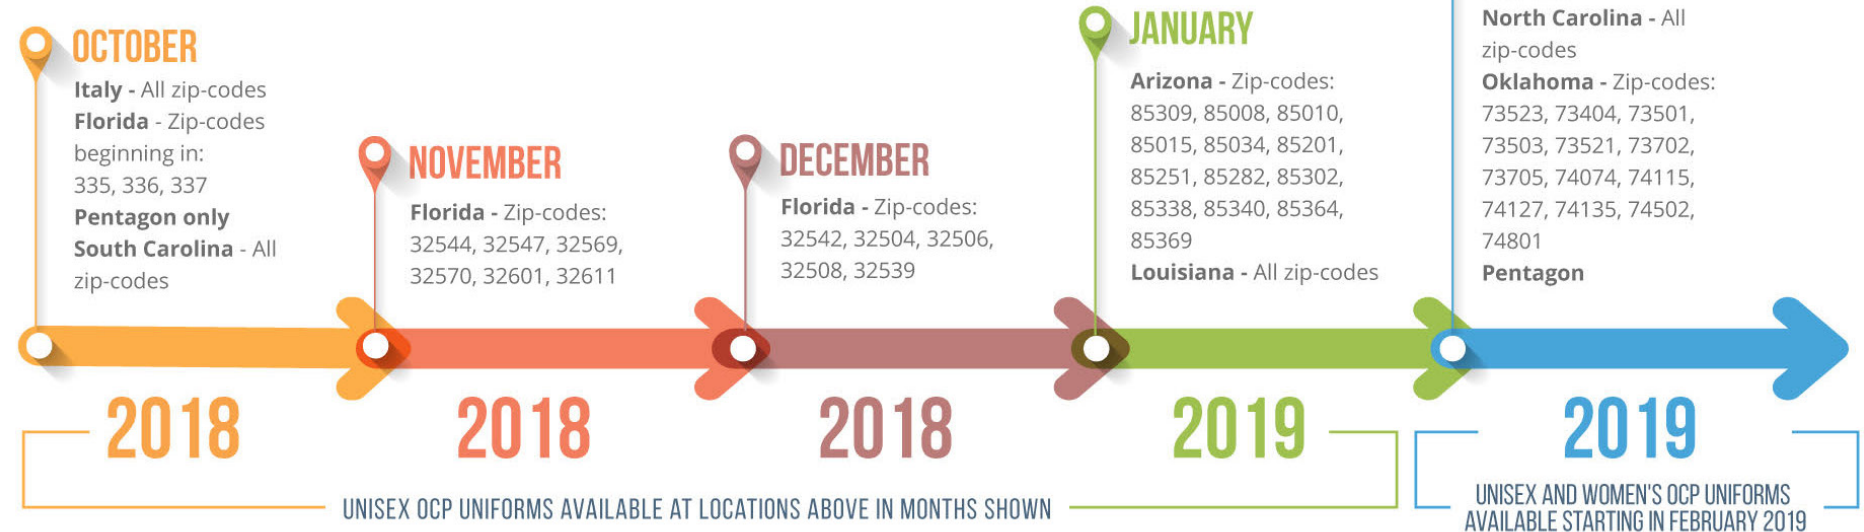 OCTOBER
Italy - All zip-codes
Florida - Zip-codes
beginning in:
335, 336, 337
Pentagon only
South Carolina - All
zip-codes
NOVEMBER
Florida - Zip-codes:
32544, 32547, 32569,
32570, 32601, 32611
DECEMBER
Florida - Zip-codes:
32542, 32504, 32506,
32508, 32539
JANUARY
Arizona - Zip-codes:
85309, 85008, 85010,
85015, 85034, 85201,
85251, 85282, 85302,
85338, 85340, 85364,
85369
Louisiana - All zip-codes
North Carolina - All
zip-codes
Oklahoma - Zip-codes:
73523, 73404, 73501,
73503, 73521, 73702,
73705, 74074, 74115,
74127, 74135, 74502,
74801
Pentagon
2018
2018
2018
2019
2019
UNISEX OCP UNIFORMS AVAILABLE AT LOCATIONS ABOVE IN MONTHS SHOWN
UNISEX AND WOMEN'S OCP UNIFORMS
AVAILABLE STARTING IN FEBRUARY 2019